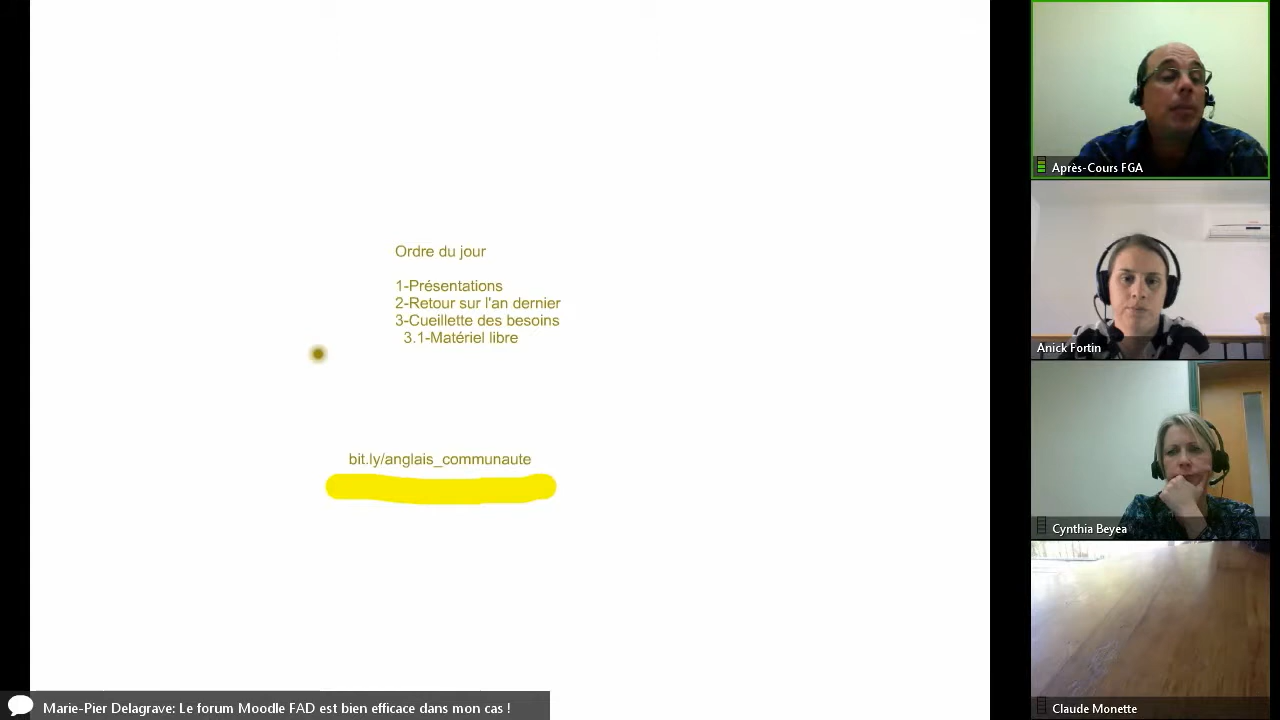 Ordre du jour
1-Présentations
2-Retour sur l'an dernier
3-Cueillette des besoins
3.1-Matériel libre
bit.ly/anglais_communaute
Marie-Pier Delagrave: Le forum Moodle FAD est bien efficace dans mon cas !
Après-Cours FGA
Anick Fortin
Cynthia Beyea
Claude Monette